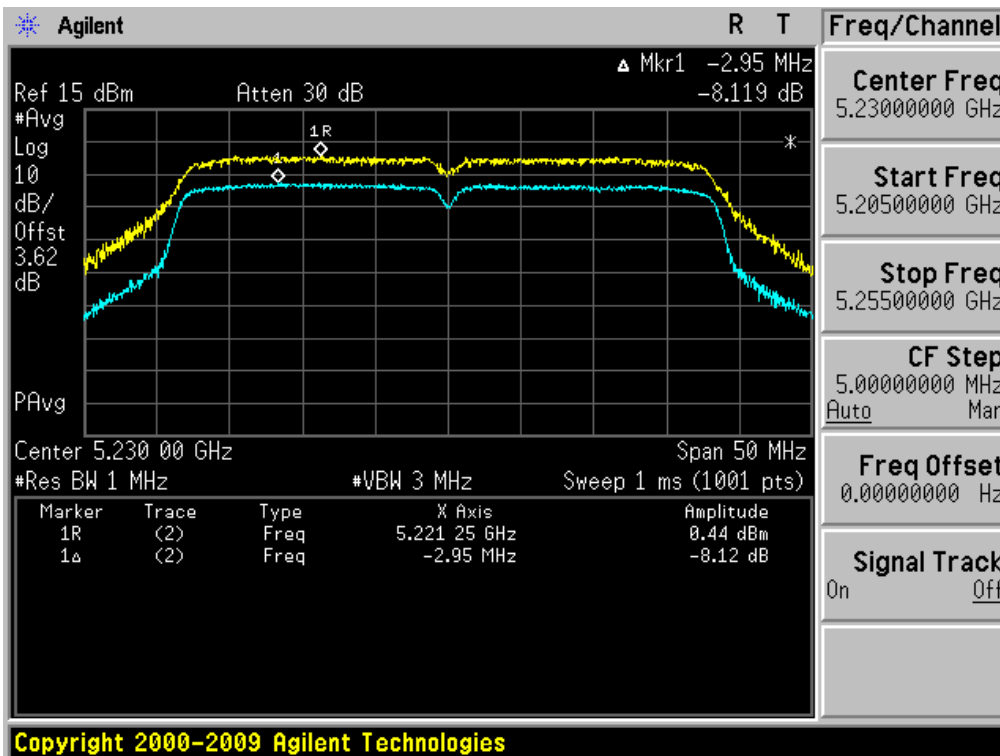 Agilent R T
Freq/Channel
Δ Mkr1 -2.95 MHz
Ref 15 dBm Atten 30 dB -8.119 dB
#Avg
Log
10
dB/
Offst
3.62
dB
PAvg
1R
1
*
Center 5.230 00 GHz Span 50 MHz
#Res BW 1 MHz #VBW 3 MHz Sweep 1 ms (1001 pts)
Marker Trace Type X Axis Amplitude
1R (2) Freq 5.221 25 GHz 0.44 dBm
1Δ (2) Freq -2.95 MHz -8.12 dB
Center Freq
5.23000000 GHz
Start Freq
5.20500000 GHz
Stop Freq
5.25500000 GHz
CF Step
5.00000000 MHz
Auto Man
Freq Offset
0.00000000 Hz
Signal Track
On Off
Copyright 2000-2009 Agilent Technologies